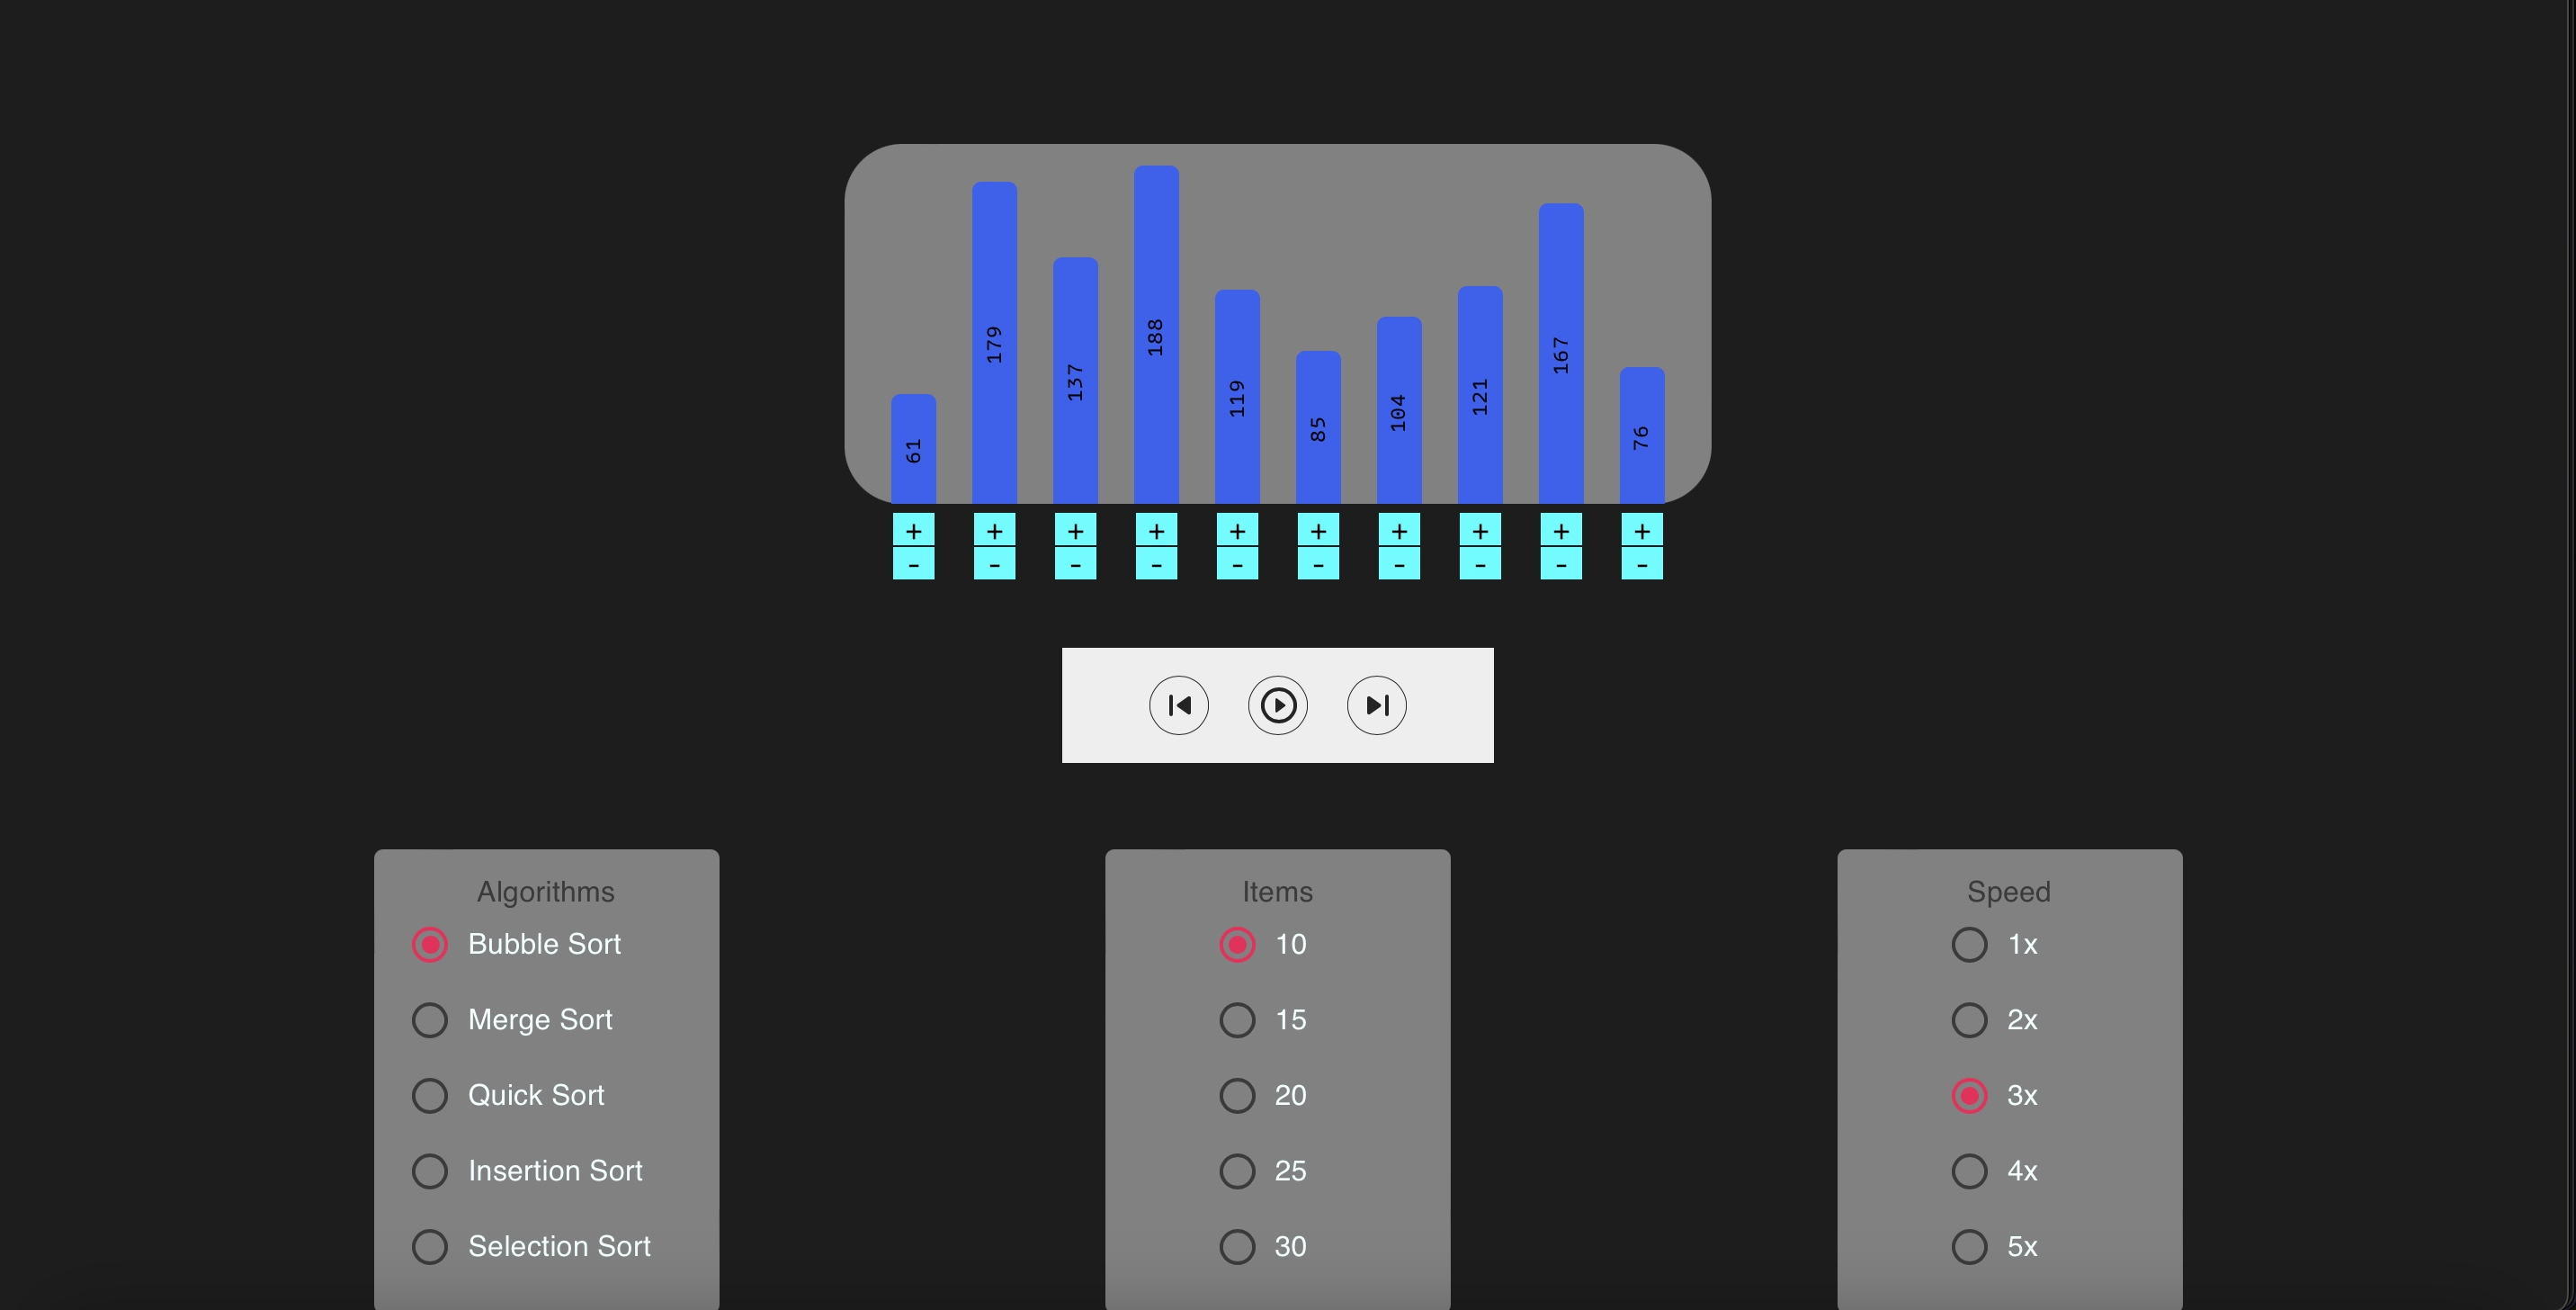 61 179 137 188 119 85 104 121 167 76
+ + + + + + + + + +
- - - - - - - - - -
Algorithms
Bubble Sort
Merge Sort
Quick Sort
Insertion Sort
Selection Sort
Items
10
15
20
25
30
Speed
1x
2x
3x
4x
5x